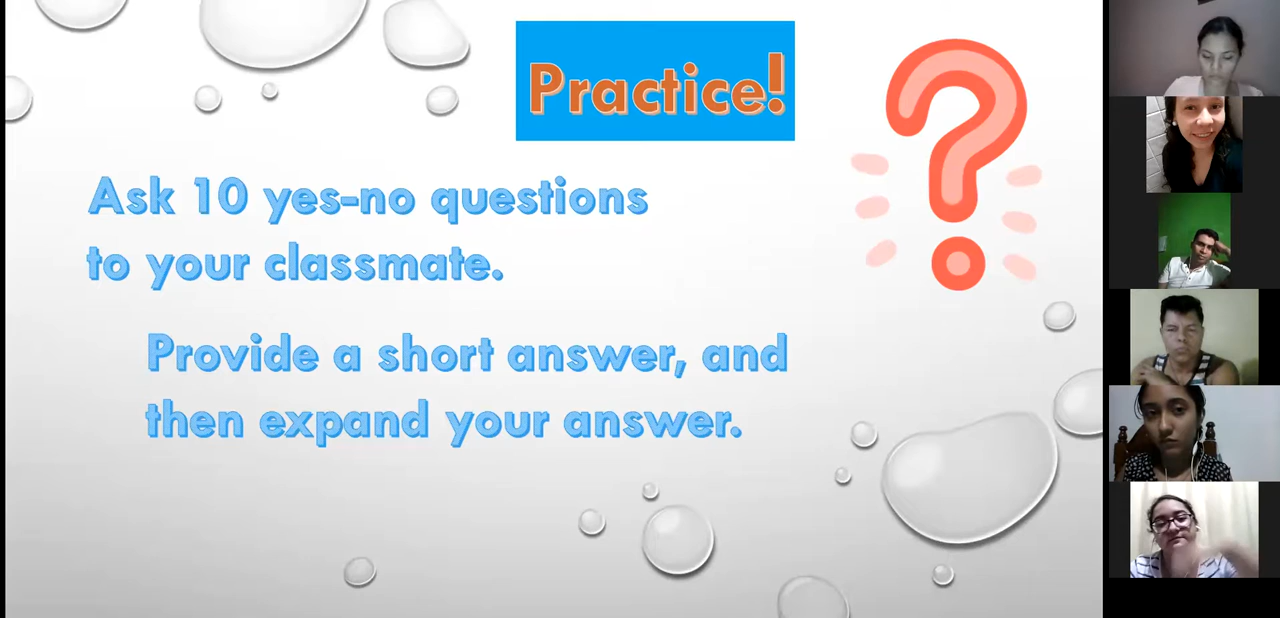 Practice!
Ask 10 yes-no questions
to your classmate.
Provide a short answer, and
then expand your answer.